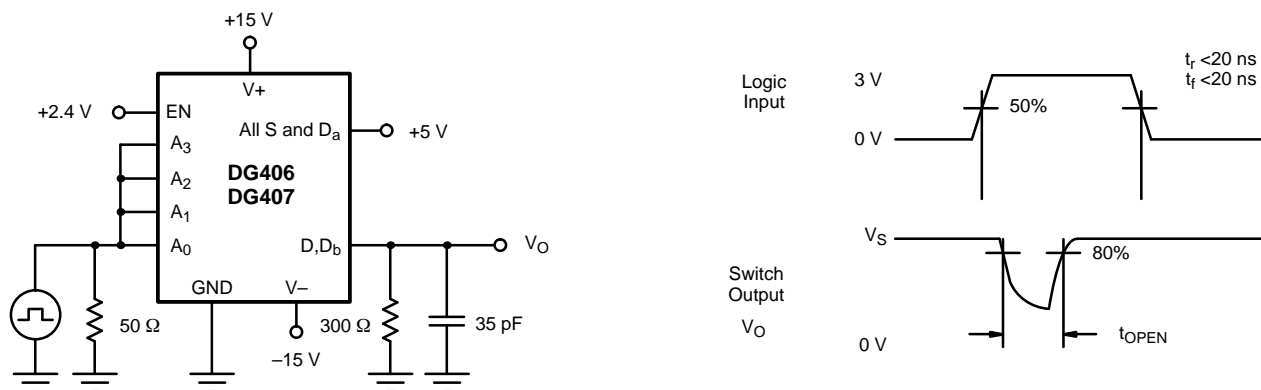 +15 V
V+
+2.4 V
EN
All S and Da
+5 V
A3
A2
A1
A0
DG406
DG407
D,Db
VO
GND
V–
50 Ω
300 Ω
35 pF
–15 V
Logic
Input
3 V
50%
0 V
tr <20 ns
tf <20 ns
VS
80%
Switch
Output
VO
0 V
tOPEN